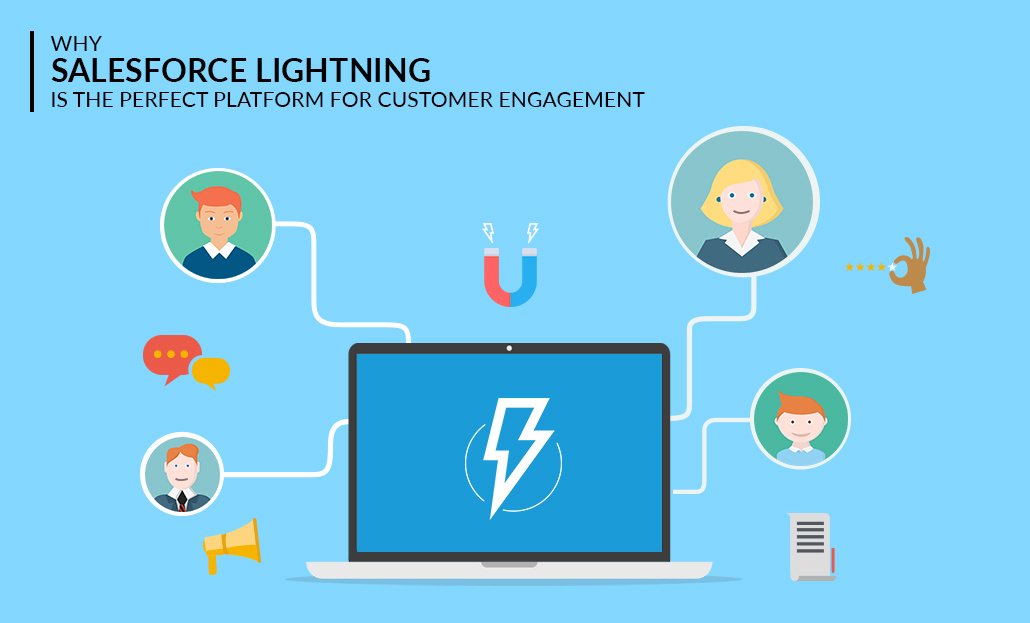 WHY
SALESFORCE LIGHTNING
IS THE PERFECT PLATFORM FOR CUSTOMER ENGAGEMENT